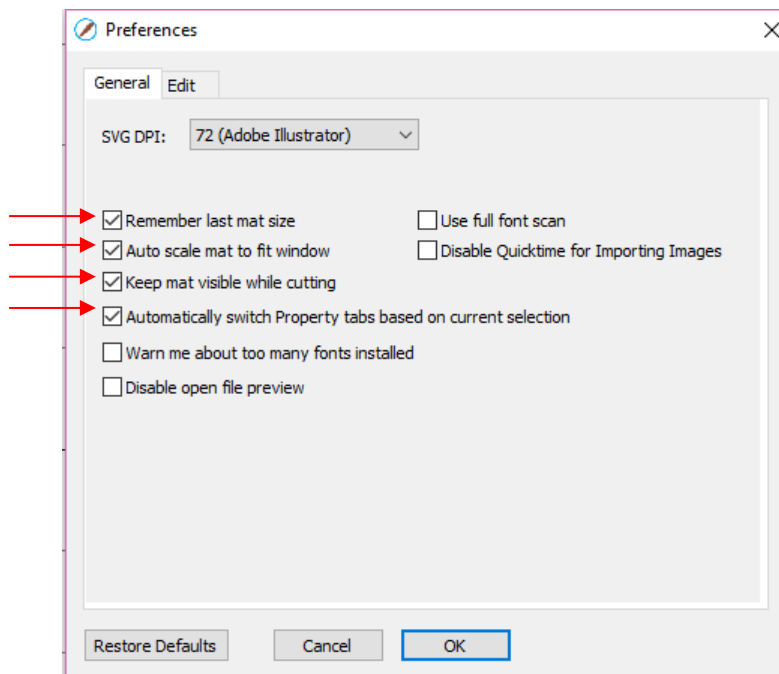 Preferences
General Edit
SVG DPI: 72 (Adobe Illustrator)
Remember last mat size Use full font scan
Auto scale mat to fit window Disable Quicktime for Importing Images
Keep mat visible while cutting
Automatically switch Property tabs based on current selection
Warn me about too many fonts installed
Disable open file preview
Restore Defaults Cancel OK